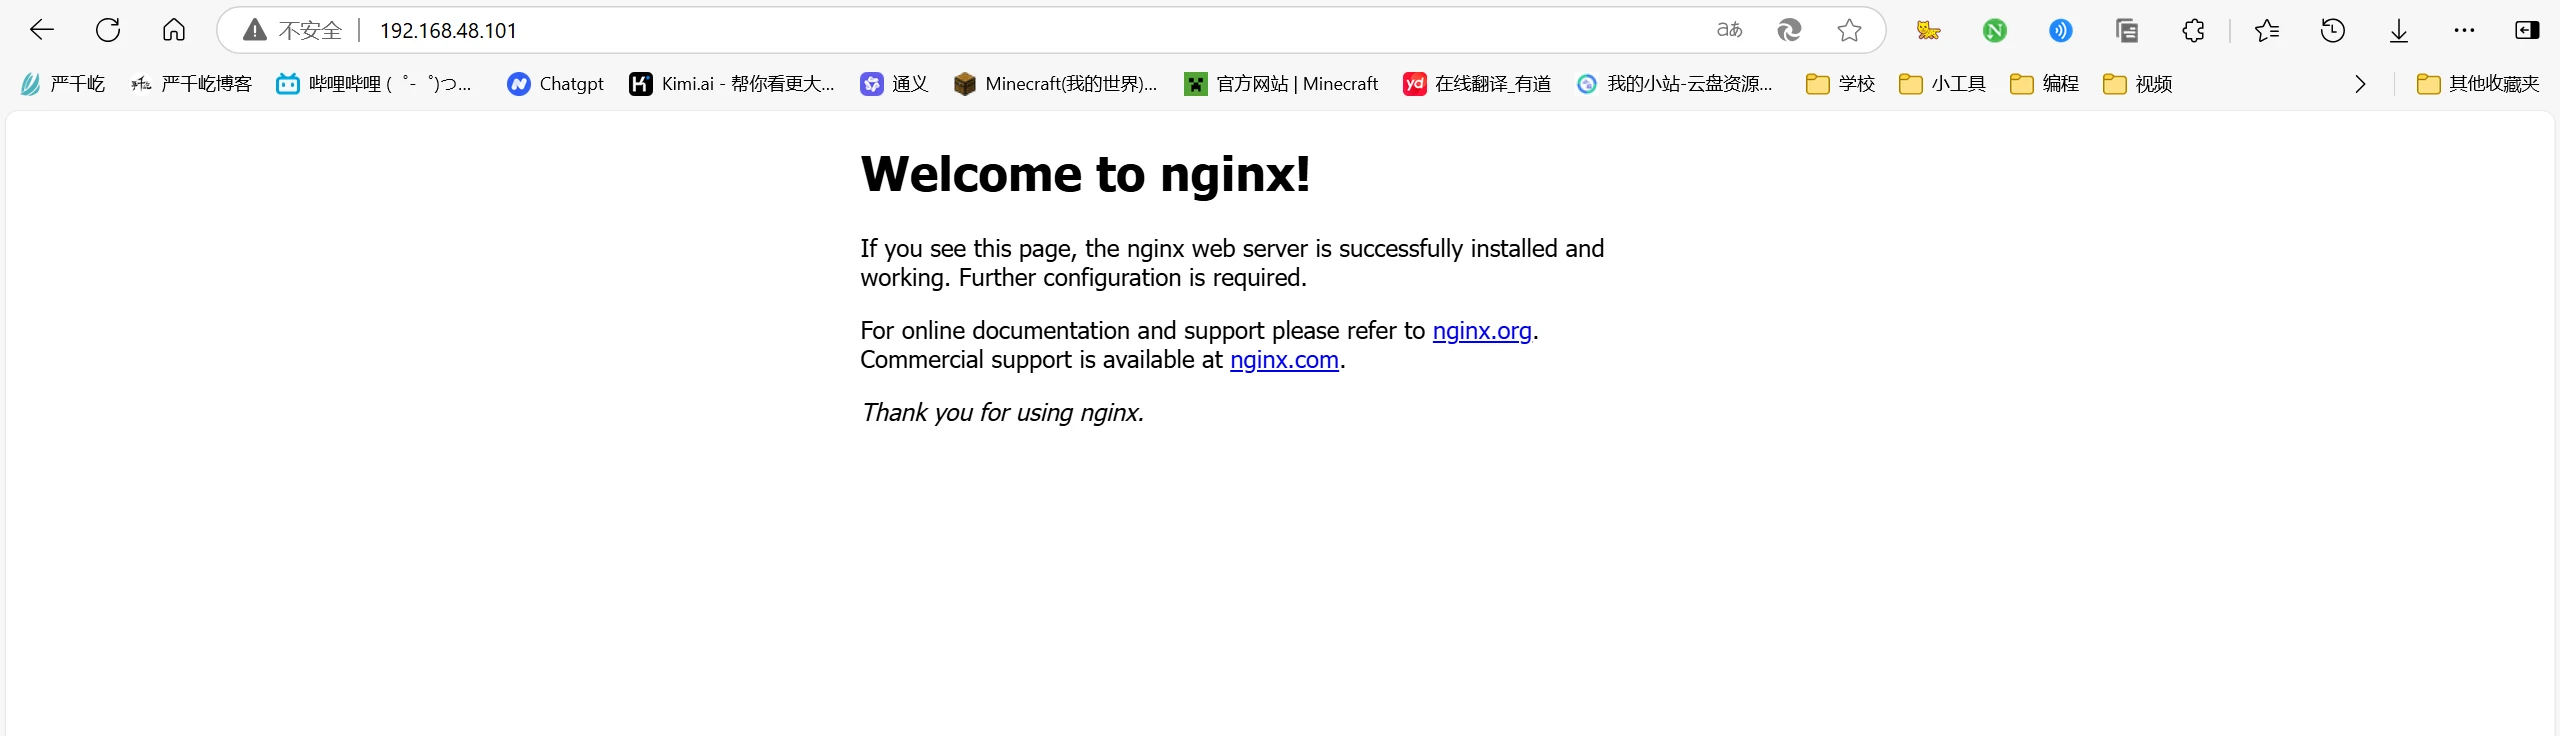 不安全 192.168.48.101 aあ
严千屹 严千屹博客 哔哩哔哩 (゜-゜)つ... Chatgpt Kimi.ai - 帮你看更大... 通义 Minecraft(我的世界)... 官方网站 | Minecraft yd 在线翻译_有道 我的小站-云盘资源... 学校 小工具 编程 视频 其他收藏夹
Welcome to nginx!
If you see this page, the nginx web server is successfully installed and
working. Further configuration is required.
For online documentation and support please refer to nginx.org.
Commercial support is available at nginx.com.
Thank you for using nginx.